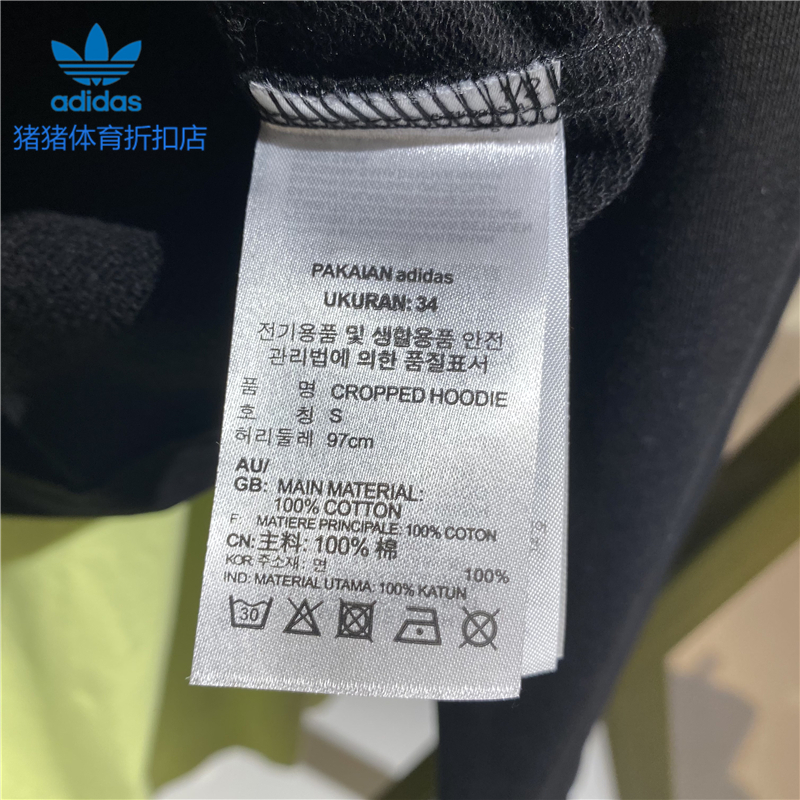 adidas
猪猪体育折扣店
PAKAIAN adidas
UKURAN: 34
전기용품 및 생활용품 안전
관리법에 의한 품질표서
품 명 CROPPED HOODIE
호 칭 S
허리둘레 97cm
AU/
GB: MAIN MATERIAL:
100% COTTON
F: MATIERE PRINCIPALE: 100% COTON
CN: 主料: 100% 棉
KOR 주소재: 면 100%
IND: MATERIAL UTAMA: 100% KATUN
30